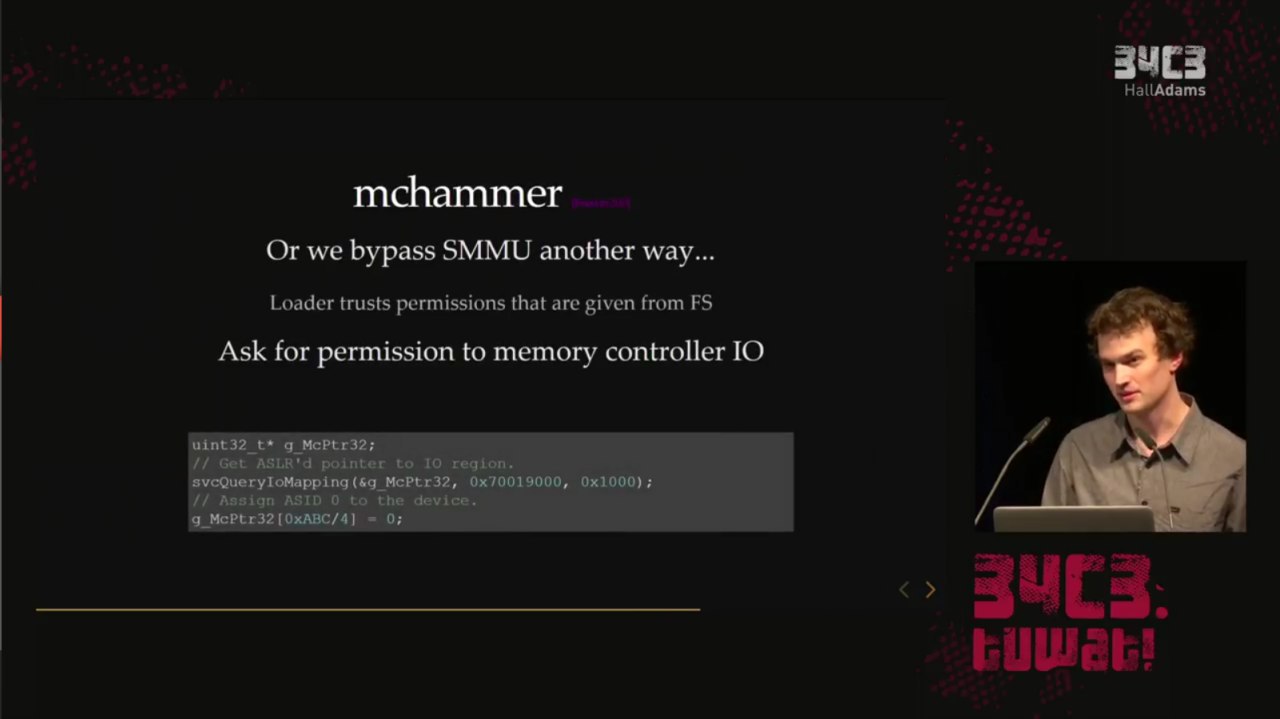 34C3
HallAdams
mchammer
Or we bypass SMMU another way...
Loader trusts permissions that are given from FS
Ask for permission to memory controller IO
uint32_t* g_McPtr32;
// Get ASLR'd pointer to IO region.
svcQueryIoMapping(&g_McPtr32, 0x70019000, 0x1000);
// Assign ASID 0 to the device.
g_McPtr32[0xABC/4] = 0;
34C3.
tuwat!